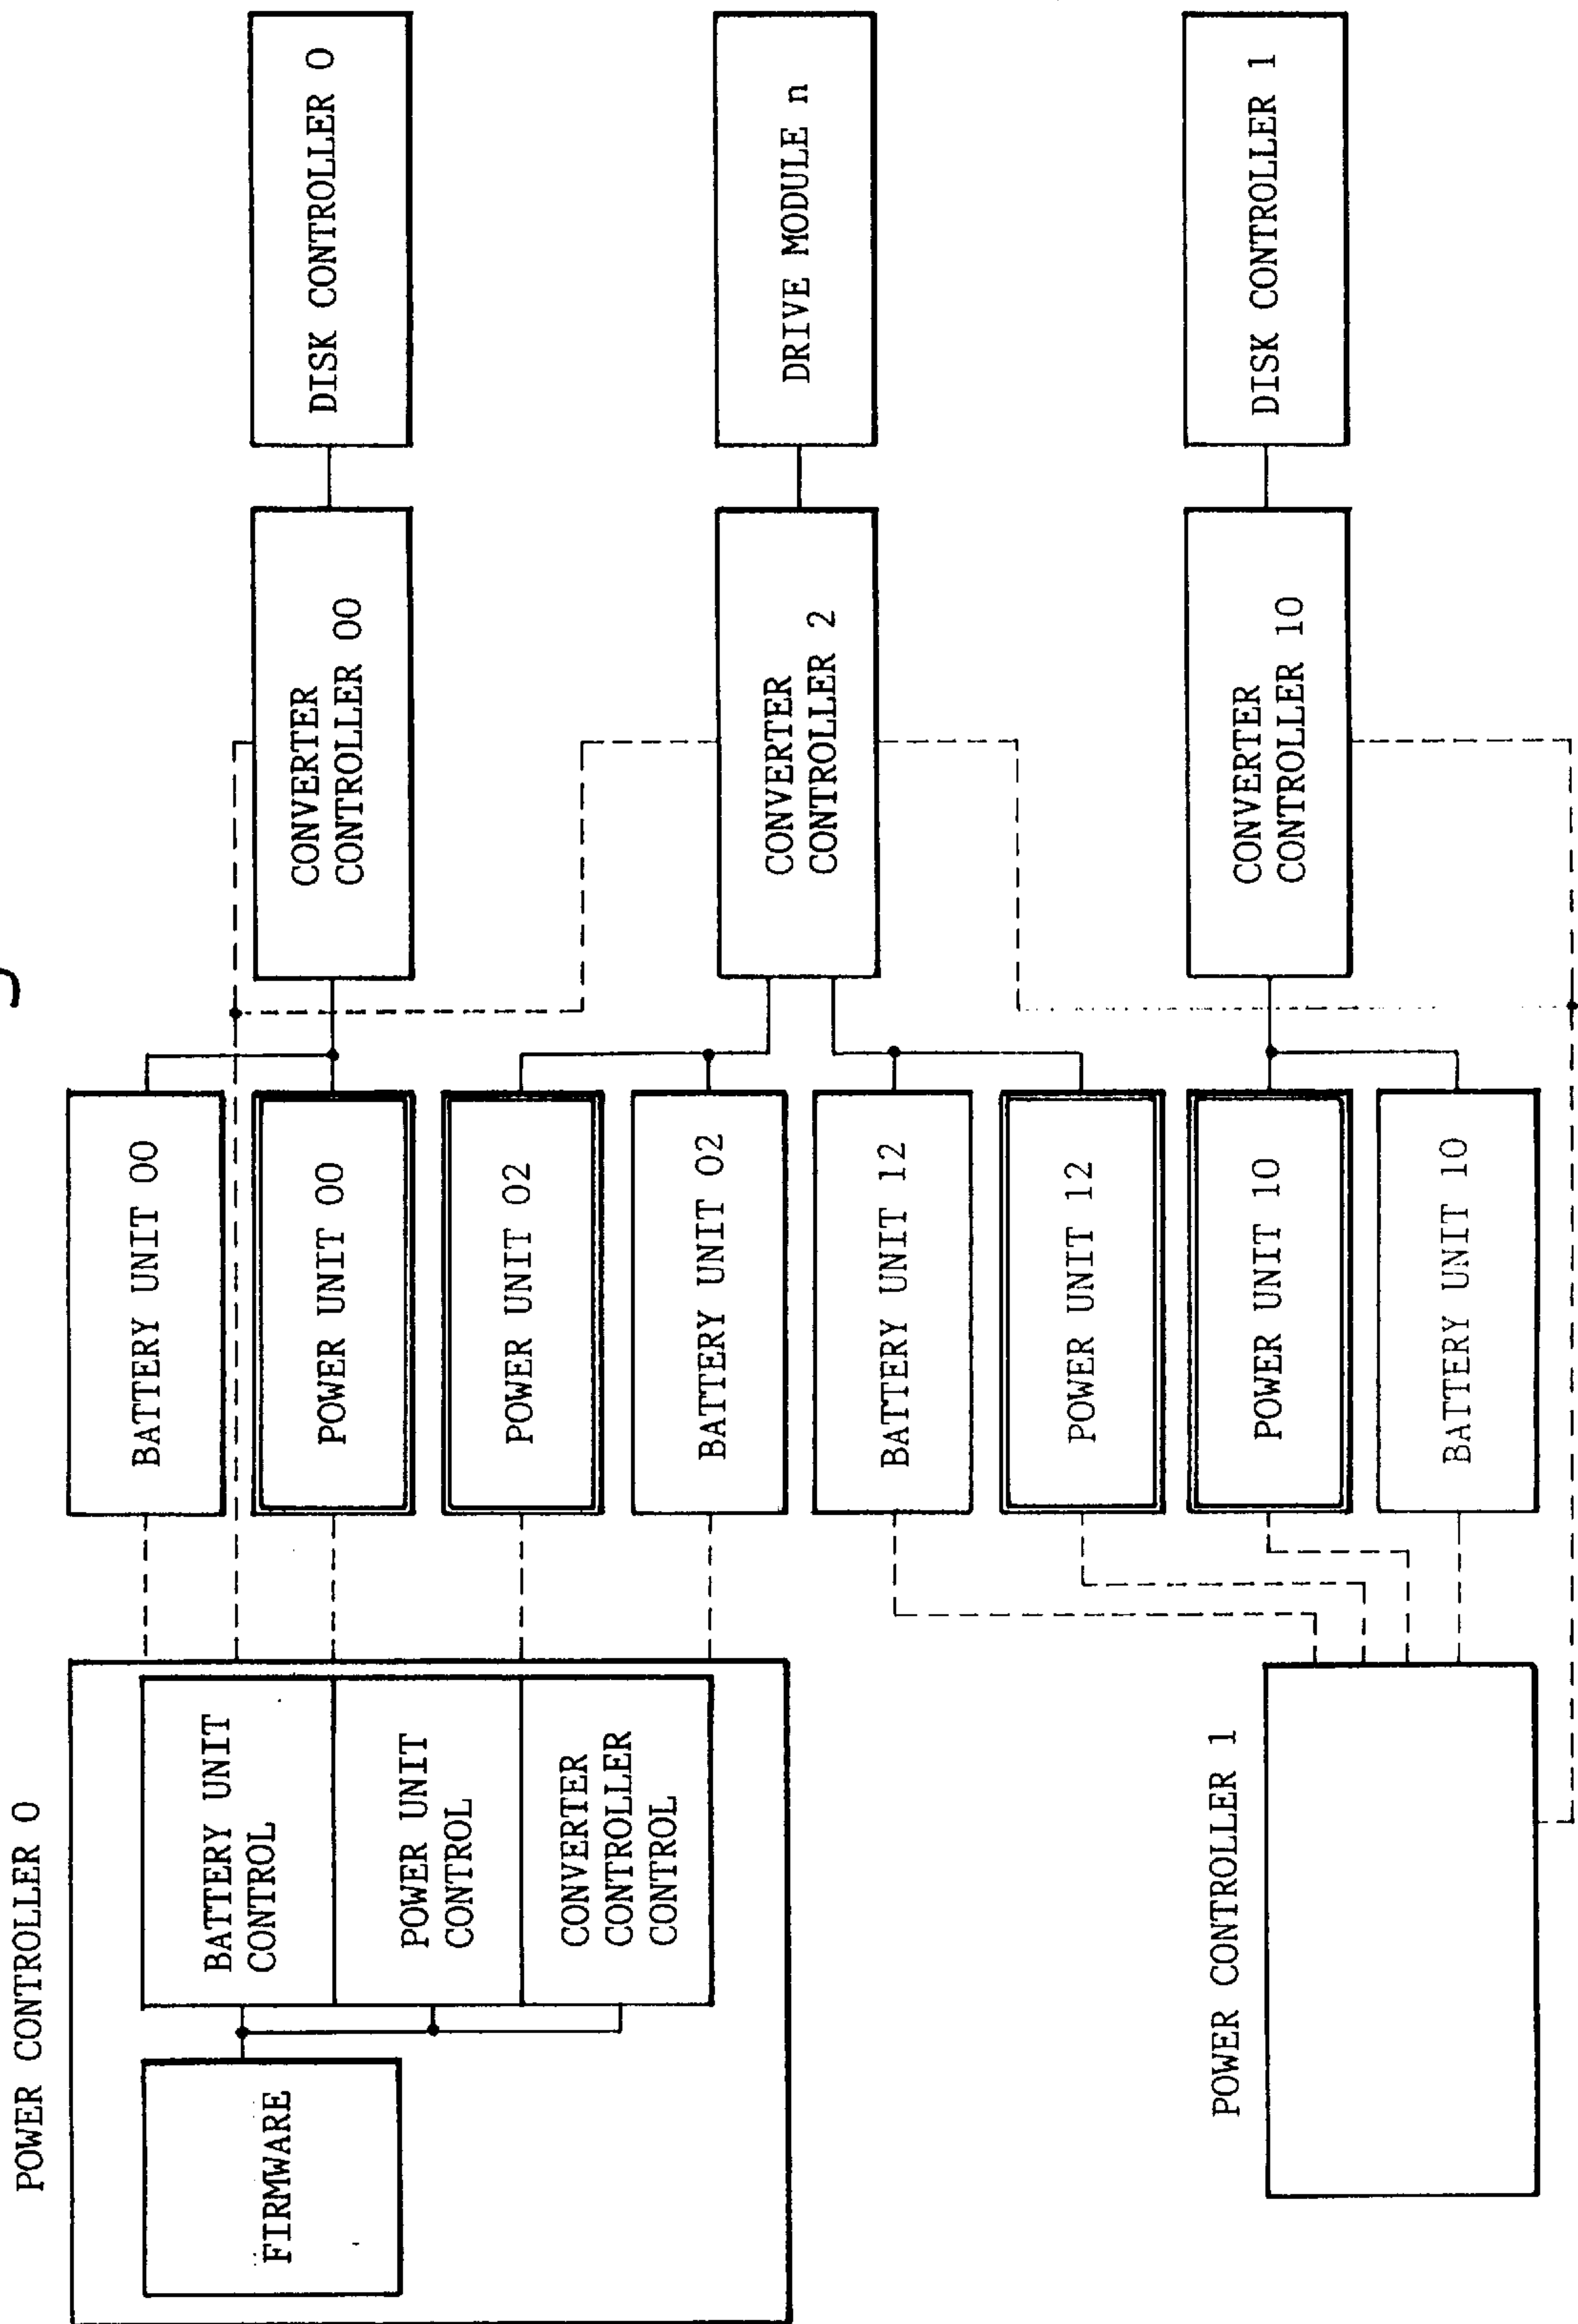 POWER CONTROLLER 0
FIRMWARE
BATTERY UNIT
CONTROL
POWER UNIT
CONTROL
CONVERTER
CONTROLLER
CONTROL
BATTERY UNIT 00
POWER UNIT 00
POWER UNIT 02
BATTERY UNIT 02
BATTERY UNIT 12
POWER UNIT 12
POWER UNIT 10
BATTERY UNIT 10
POWER CONTROLLER 1
CONVERTER
CONTROLLER 00
CONVERTER
CONTROLLER 2
CONVERTER
CONTROLLER 10
DISK CONTROLLER 0
DRIVE MODULE n
DISK CONTROLLER 1